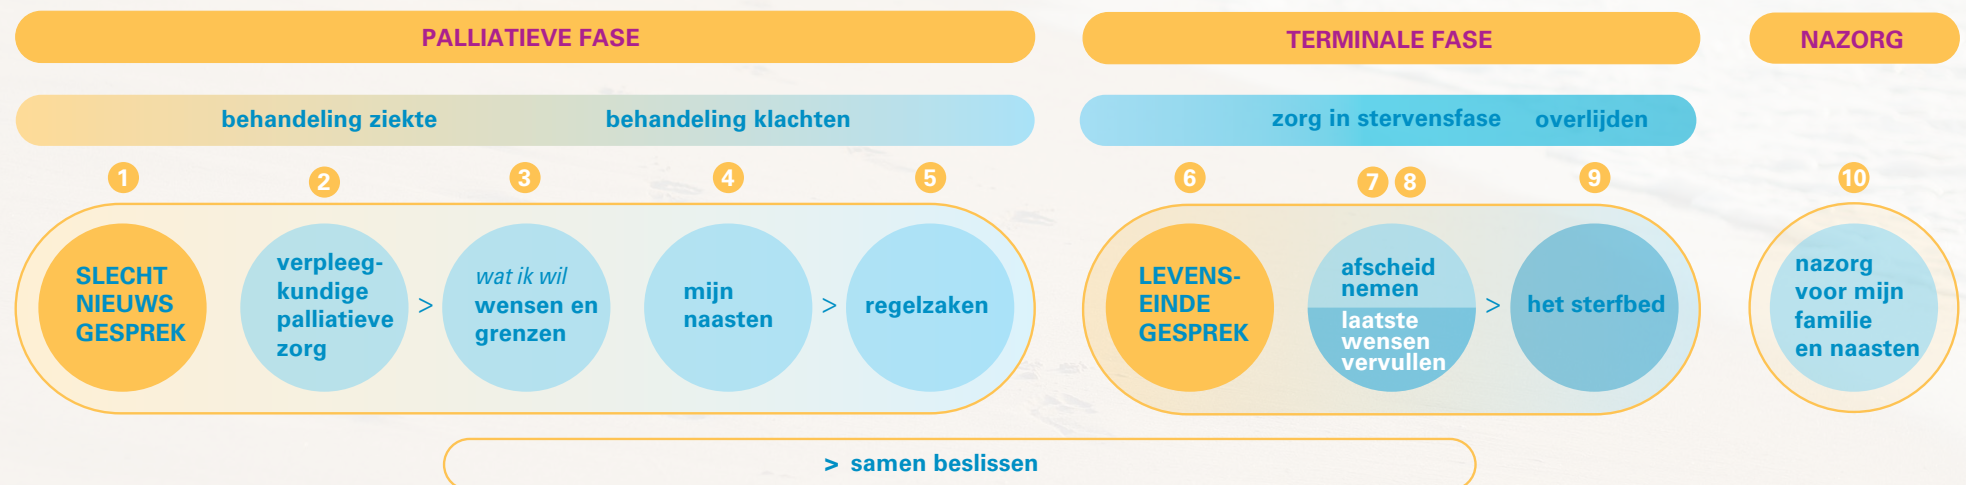 PALLIATIEVE FASE
TERMINALE FASE
NAZORG
behandeling ziekte
behandeling klachten
zorg in stervensfase
overlijden
1
2
3
4
5
6
7
8
9
10
SLECHT
NIEUWS
GESPREK
verpleeg-
kundige
palliatieve
zorg
>
wat ik wil
wensen en
grenzen
mijn
naasten
>
regelzaken
LEVENS-
EINDE
GESPREK
afscheid
nemen
laatste
wensen
vervullen
>
het sterfbed
nazorg
voor mijn
familie
en naasten
> samen beslissen